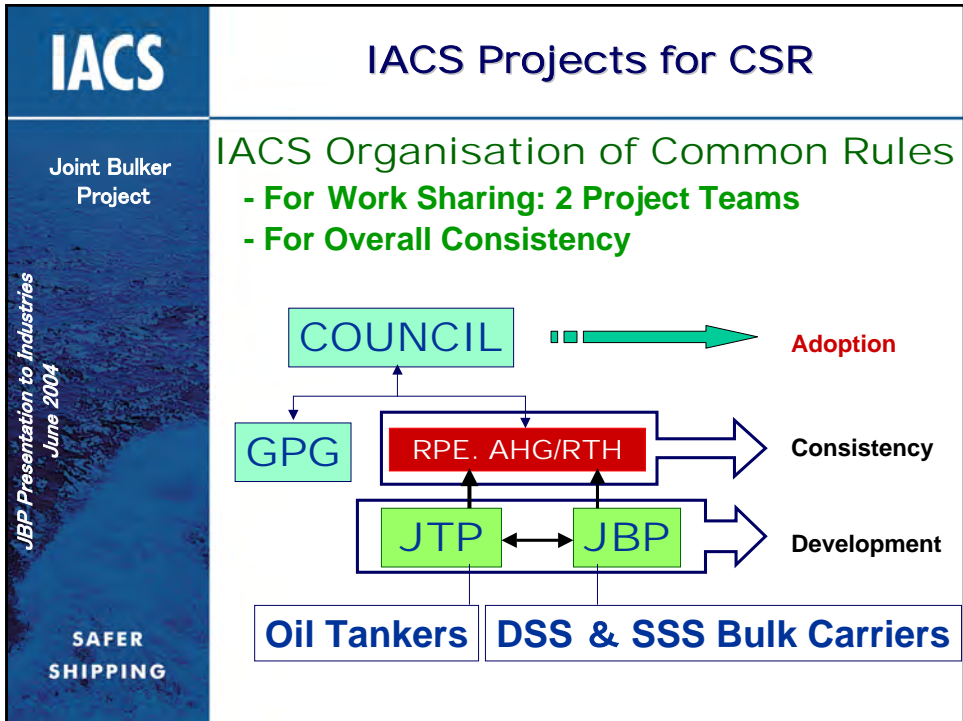 IACS
IACS Projects for CSR
Joint Bulker
Project
JBP Presentation to Industries
June 2004
SAFER
SHIPPING
IACS Organisation of Common Rules
- For Work Sharing: 2 Project Teams
- For Overall Consistency
COUNCIL
Adoption
GPG
RPE. AHG/RTH
Consistency
JTP
JBP
Development
Oil Tankers
DSS & SSS Bulk Carriers